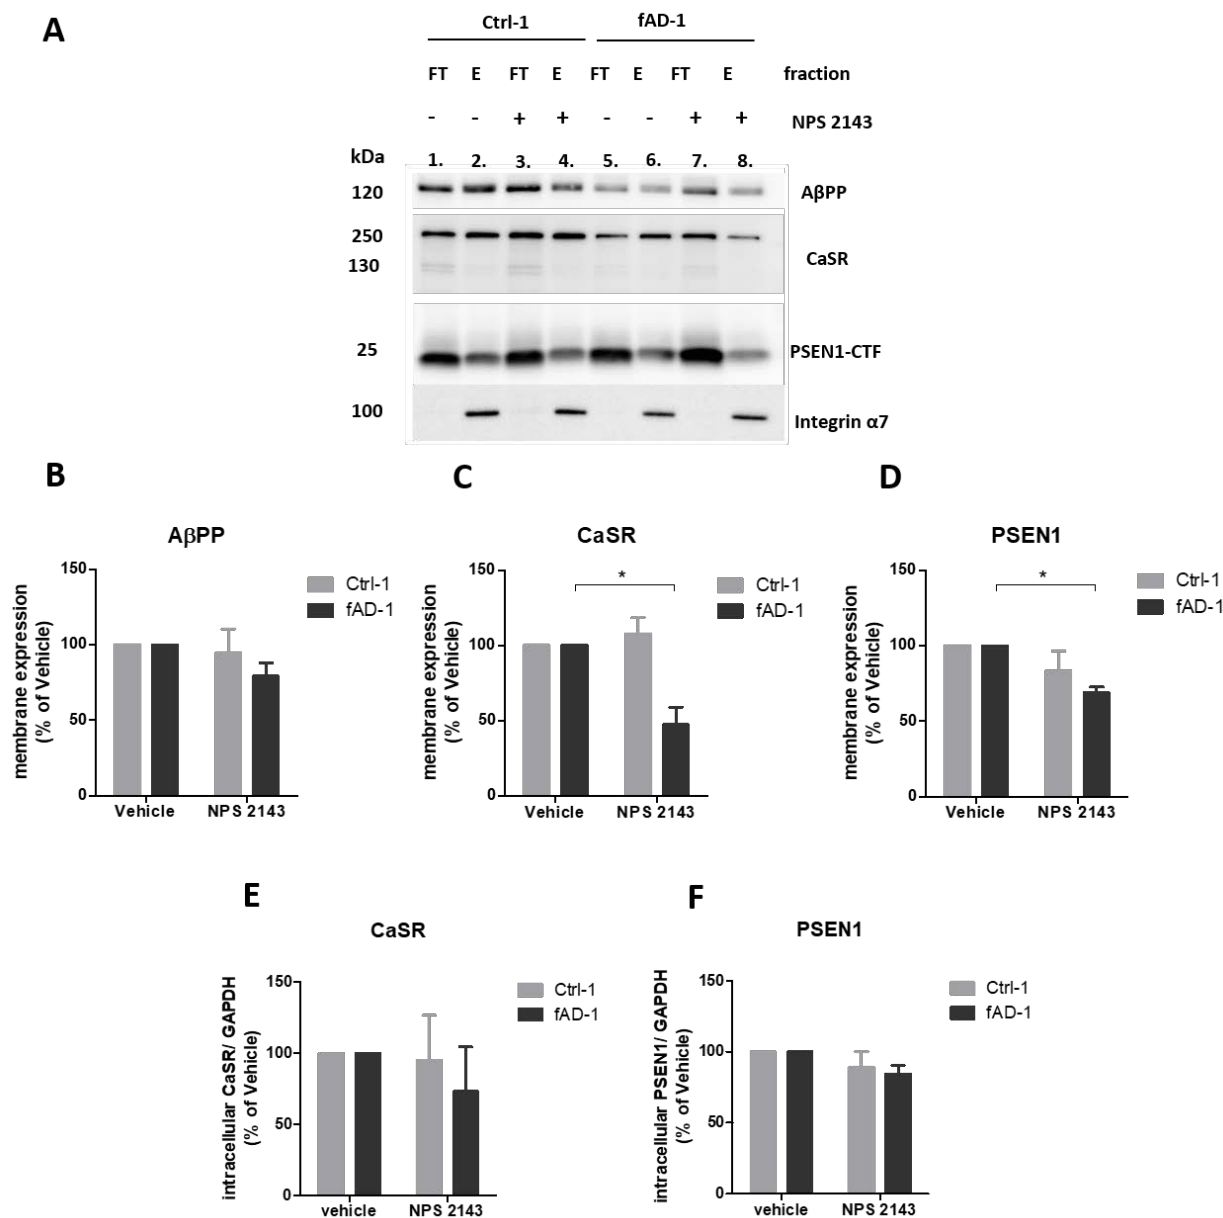 A
Ctrl-1 fAD-1
FT E FT E FT E FT E fraction
- - + + - - + + NPS 2143
kDa 1. 2. 3. 4. 5. 6. 7. 8.
120 AβPP
250
130 CaSR
25 PSEN1-CTF
100 Integrin α7
B
AβPP
membrane expression
(% of Vehicle)
150
100
50
0
Vehicle NPS 2143
Ctrl-1
fAD-1
C
CaSR
membrane expression
(% of Vehicle)
150
100
50
0
*
Vehicle NPS 2143
Ctrl-1
fAD-1
D
PSEN1
membrane expression
(% of Vehicle)
150
100
50
0
*
Vehicle NPS 2143
Ctrl-1
fAD-1
E
CaSR
intracellular CaSR/ GAPDH
(% of Vehicle)
150
100
50
0
vehicle NPS 2143
Ctrl-1
fAD-1
F
PSEN1
intracellular PSEN1/ GAPDH
(% of Vehicle)
150
100
50
0
vehicle NPS 2143
Ctrl-1
fAD-1